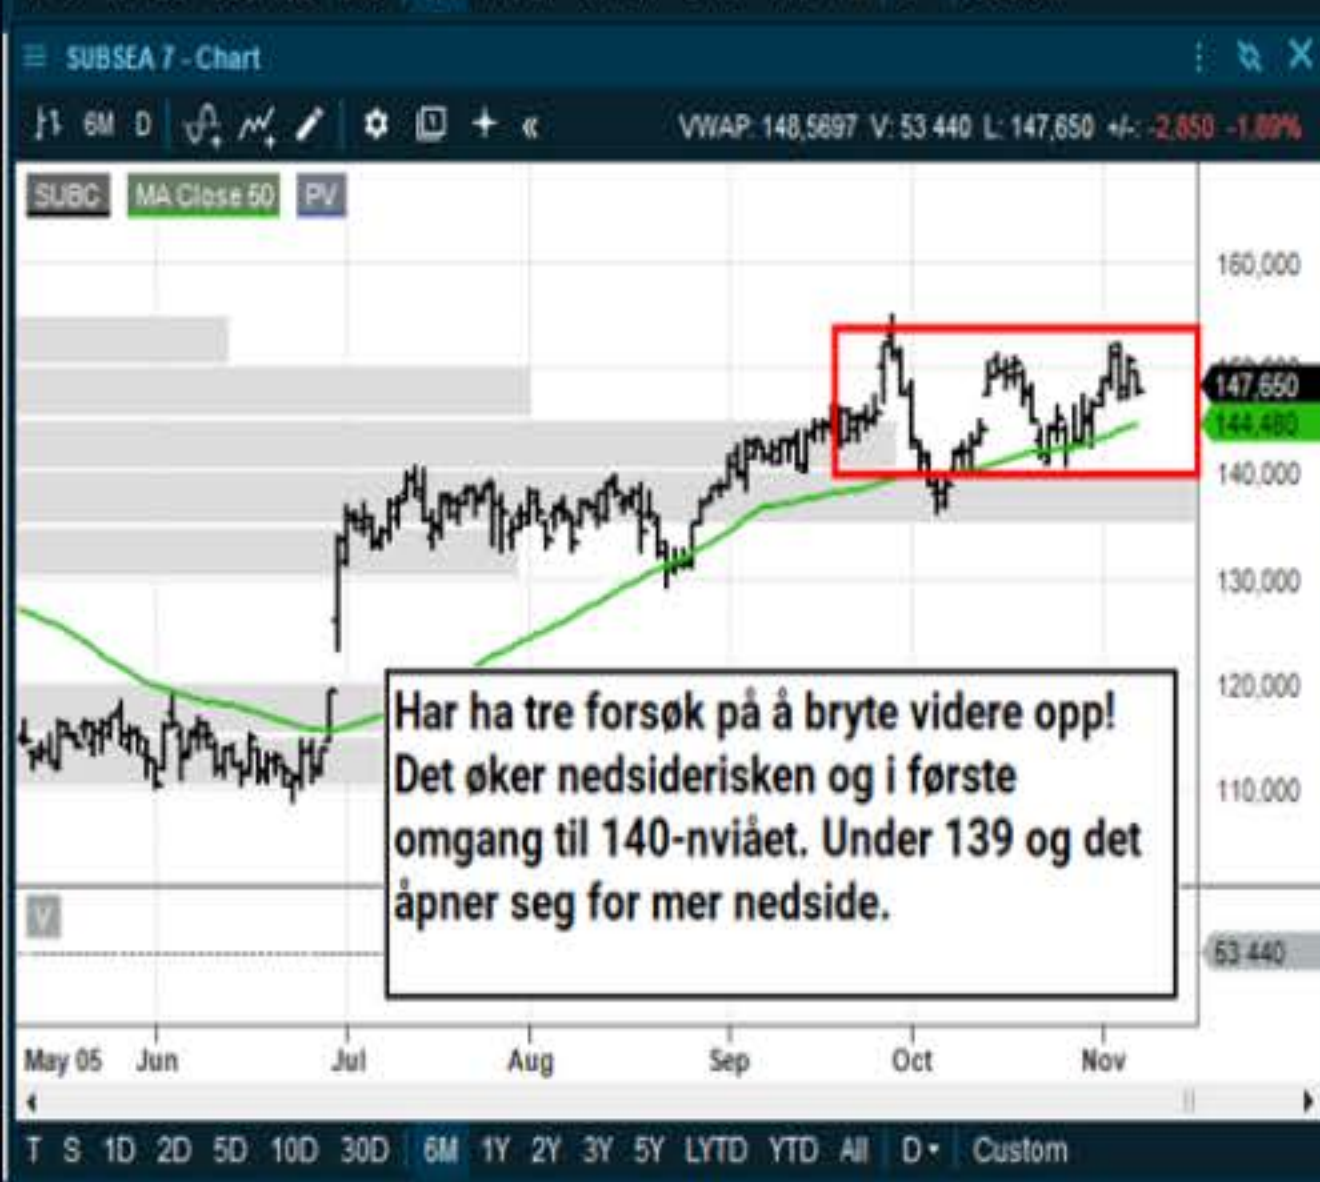 SUBSEA 7 - Chart
6M D « VWAP: 148,5697 V: 53 440 L: 147,650 +/-: -2,850 -1,89%
SUBC MA Close 50 PV
160,000
147,650
144,480
140,000
130,000
120,000
110,000
Har ha tre forsøk på å bryte videre opp!
Det øker nedsiderisken og i første
omgang til 140-nviået. Under 139 og det
åpner seg for mer nedside.
V
53 440
May 05 Jun Jul Aug Sep Oct Nov
T S 1D 2D 5D 10D 30D 6M 1Y 2Y 3Y 5Y LYTD YTD All D Custom